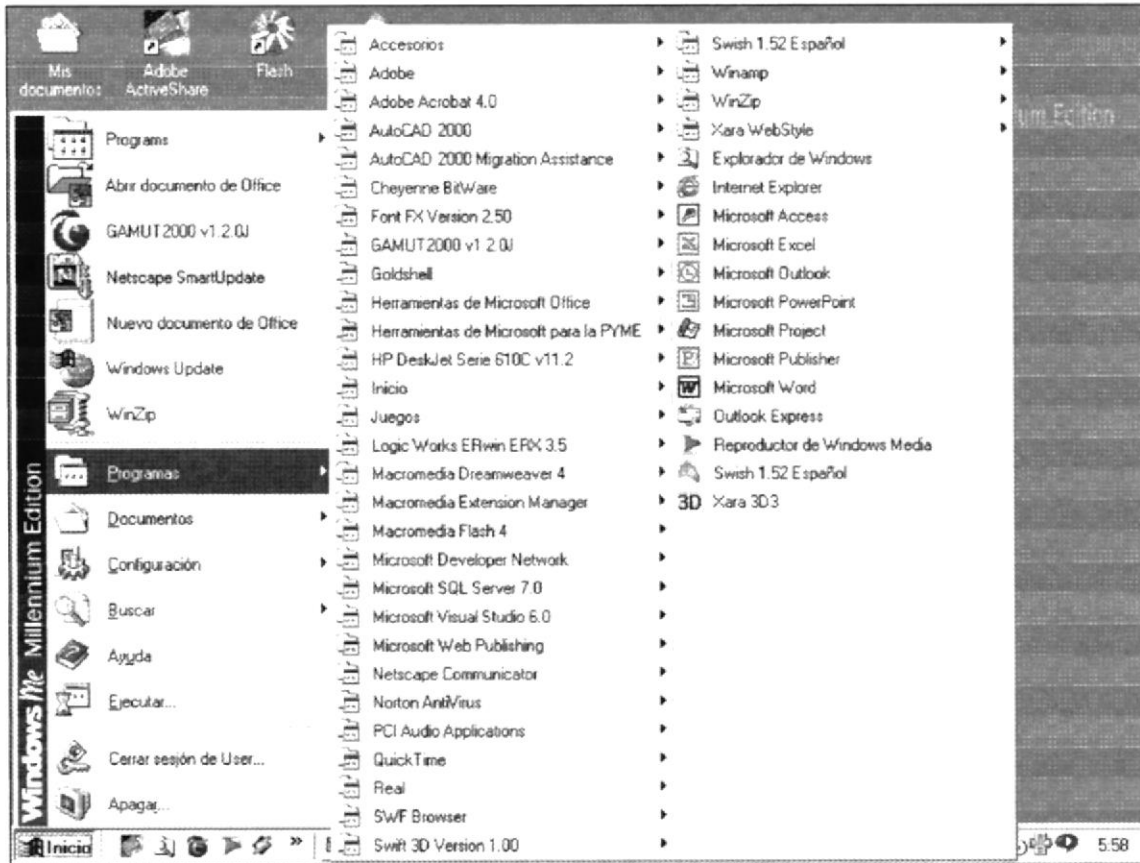 Mis documentos
Adobe ActiveShare
Flash
um Edition
Programs
Abrir documento de Office
GAMUT2000 v1.2.0J
Netscape SmartUpdate
Nuevo documento de Office
Windows Update
WinZip
Programas
Documentos
Configuración
Buscar
Ayuda
Ejecutar...
Cerrar sesión de User...
Apagar...
Windows Me Millennium Edition
Accesorios
Adobe
Adobe Acrobat 4.0
AutoCAD 2000
AutoCAD 2000 Migration Assistance
Cheyenne BitWare
Font FX Version 2.50
GAMUT2000 v1.2.0J
Goldshell
Herramientas de Microsoft Office
Herramientas de Microsoft para la PYME
HP DeskJet Serie 610C v11.2
Inicio
Juegos
Logic Works ERwin ERX 3.5
Macromedia Dreamweaver 4
Macromedia Extension Manager
Macromedia Flash 4
Microsoft Developer Network
Microsoft SQL Server 7.0
Microsoft Visual Studio 6.0
Microsoft Web Publishing
Netscape Communicator
Norton AntiVirus
PCI Audio Applications
QuickTime
Real
SWF Browser
Swift 3D Version 1.00
Swish 1.52 Español
Winamp
WinZip
Xara WebStyle
Explorador de Windows
Internet Explorer
Microsoft Access
Microsoft Excel
Microsoft Outlook
Microsoft PowerPoint
Microsoft Project
Microsoft Publisher
Microsoft Word
Outlook Express
Reproductor de Windows Media
Swish 1.52 Español
3D Xara 3D3
Inicio
»
5:58